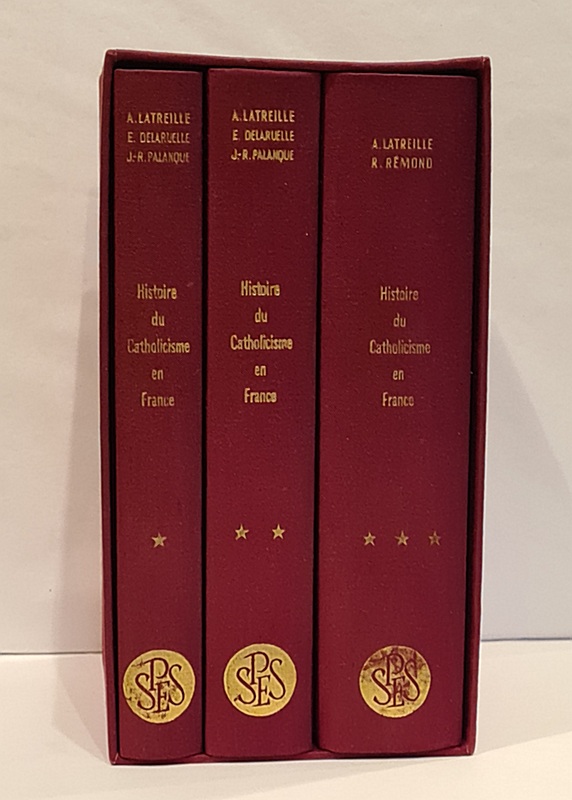 A. LATREILLE
E. DELARUELLE
J.-R. PALANQUE
Histoire
du
Catholicisme
en
France
SPES
A. LATREILLE
E. DELARUELLE
J.-R. PALANQUE
Histoire
du
Catholicisme
en
France
SPES
A. LATREILLE
R. RÉMOND
Histoire
du
Catholicisme
en
France
SPES